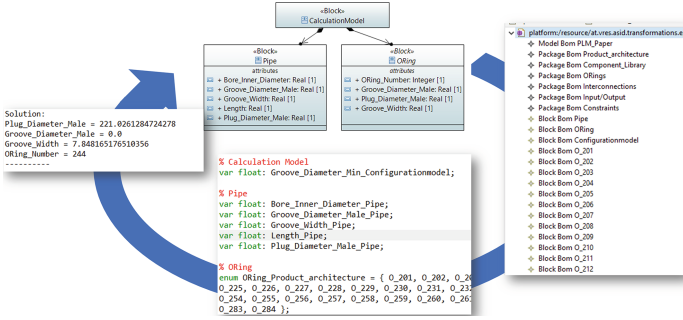 «Block»
CalculationModel
«Block»
Pipe
attributes
+ Bore_Inner_Diameter: Real [1]
+ Groove_Diameter_Male: Real [1]
+ Groove_Width: Real [1]
+ Length: Real [1]
+ Plug_Diameter_Male: Real [1]
«Block»
ORing
attributes
+ ORing_Number: Integer [1]
+ Groove_Diameter_Male: Real [1]
+ Plug_Diameter_Male: Real [1]
+ Groove_Width: Real [1]
platform:/resource/at.vres.asid.transformations.e
Model Bom PLM_Paper
Package Bom Product_architecture
Package Bom Component_Library
Package Bom ORings
Package Bom Interconnections
Package Bom Input/Output
Package Bom Constraints
Block Bom Pipe
Block Bom ORing
Block Bom Configurationmodel
Block Bom O_201
Block Bom O_202
Block Bom O_203
Block Bom O_204
Block Bom O_205
Block Bom O_206
Block Bom O_207
Block Bom O_208
Block Bom O_209
Block Bom O_210
Block Bom O_211
Block Bom O_212
Solution:
Plug_Diameter_Male = 221.0261284724278
Groove_Diameter_Male = 0.0
Groove_Width = 7.848165176510356
ORing_Number = 244
----------
% Calculation Model
var float: Groove_Diameter_Min_Configurationmodel;
% Pipe
var float: Bore_Inner_Diameter_Pipe;
var float: Groove_Diameter_Male_Pipe;
var float: Groove_Width_Pipe;
var float: Length_Pipe;
var float: Plug_Diameter_Male_Pipe;
% ORing
enum ORing_Product_architecture = { O_201, O_202, O_20
O_225, O_226, O_227, O_228, O_229, O_230, O_231, O_232
O_254, O_255, O_256, O_257, O_258, O_259, O_260, O_261
O_283, O_284 };